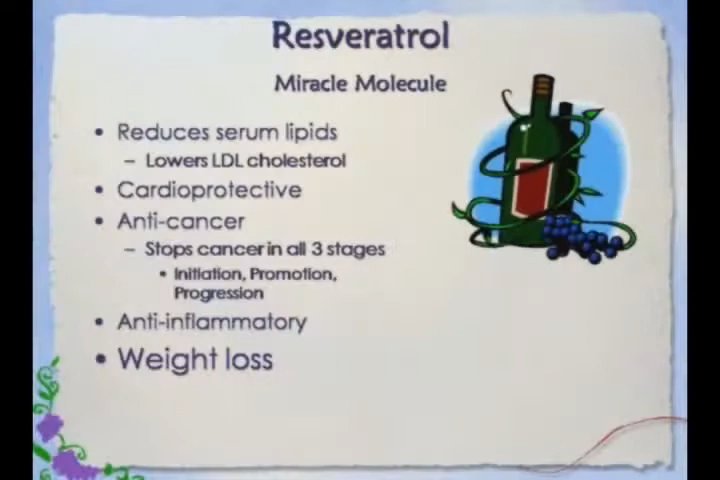 Resveratrol
Miracle Molecule
• Reduces serum lipids
– Lowers LDL cholesterol
• Cardioprotective
• Anti-cancer
– Stops cancer in all 3 stages
• Initiation, Promotion,
Progression
• Anti-inflammatory
• Weight loss